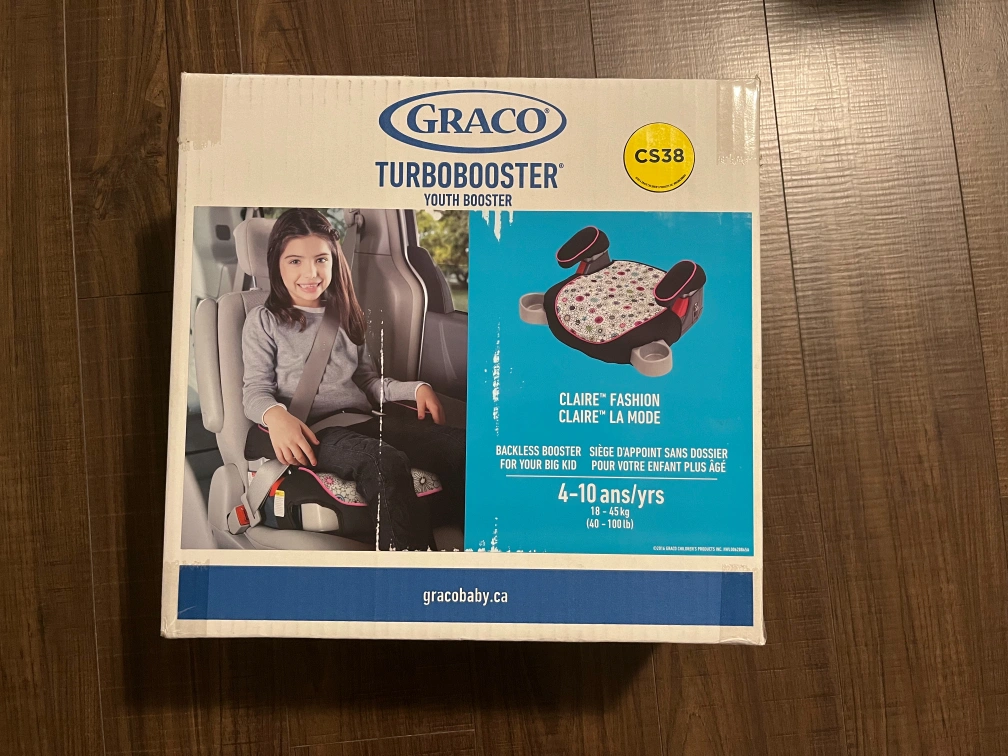 GRACO®
TURBOBOOSTER®
YOUTH BOOSTER
CS38
CLAIRE™ FASHION
CLAIRE™ LA MODE
BACKLESS BOOSTER
FOR YOUR BIG KID
SIÈGE D'APPOINT SANS DOSSIER
POUR VOTRE ENFANT PLUS ÂGÉ
4-10 ans/yrs
18 - 45 kg
(40 - 100 lb)
gracobaby.ca